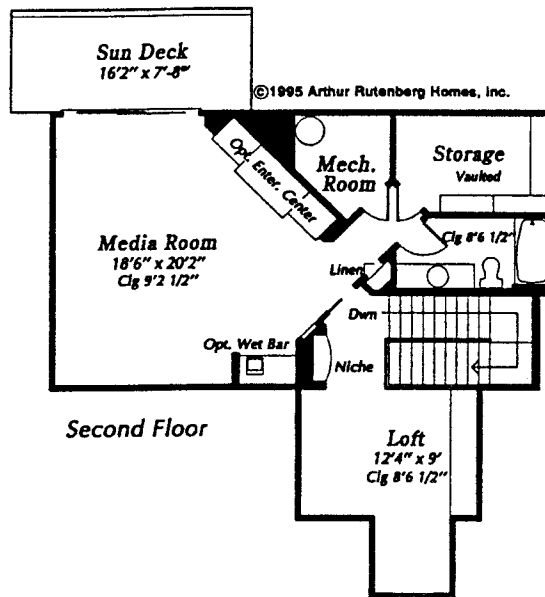 Sun Deck
16'2" x 7'-8"
©1995 Arthur Rutenberg Homes, Inc.
Opt. Enter. Center
Mech.
Room
Storage
Vaulted
Media Room
18'6" x 20'2"
Clg 9'2 1/2"
Clg 8'6 1/2"
Linen
Dwn
Opt. Wet Bar
Niche
Second Floor
Loft
12'4" x 9'
Clg 8'6 1/2"